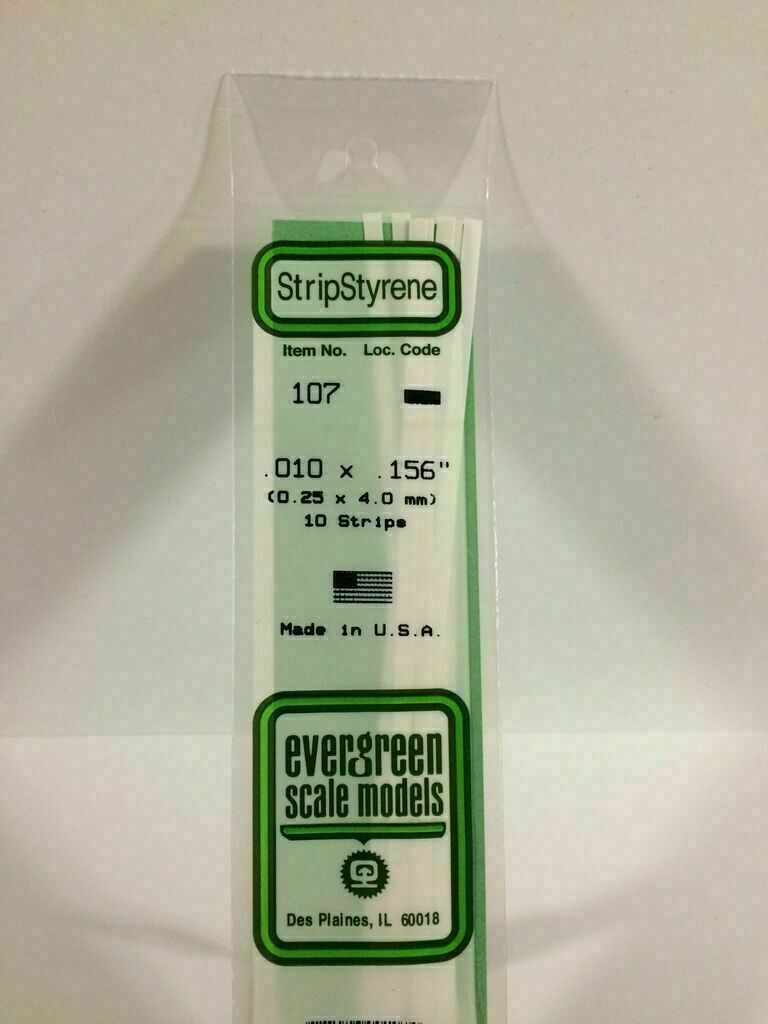 StripStyrene
Item No. Loc. Code
107
.010 x .156"
(0.25 x 4.0 mm)
10 Strips
Made in U.S.A.
evergreen
scale models
Des Plaines, IL 60018